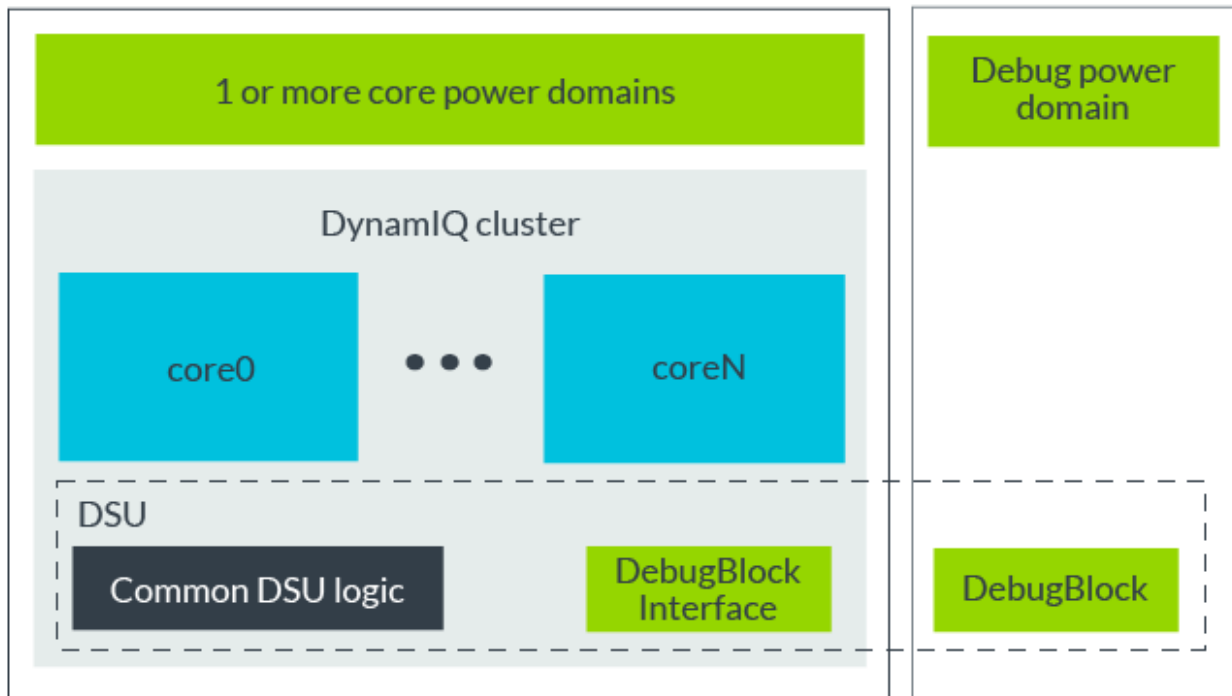 1 or more core power domains
Debug power
domain
DynamIQ cluster
core0
coreN
DSU
Common DSU logic
DebugBlock
Interface
DebugBlock